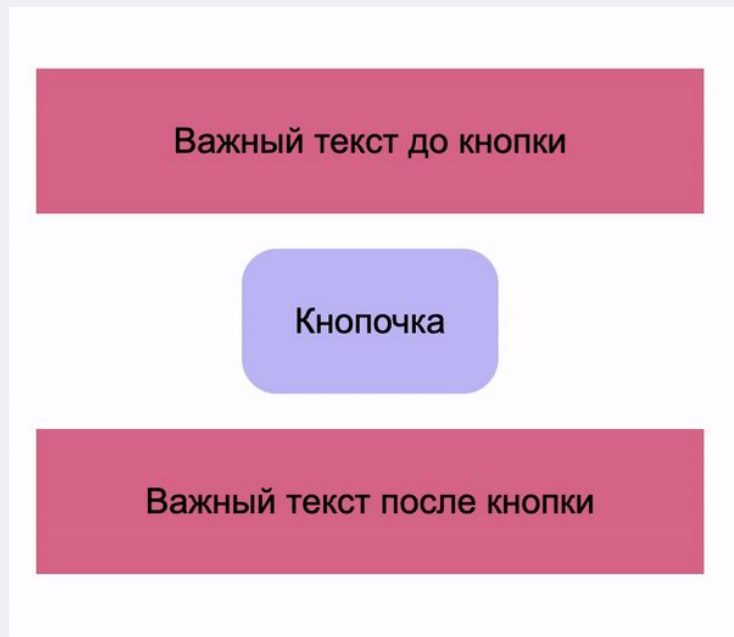 Важный текст до кнопки
Кнопочка
Важный текст после кнопки